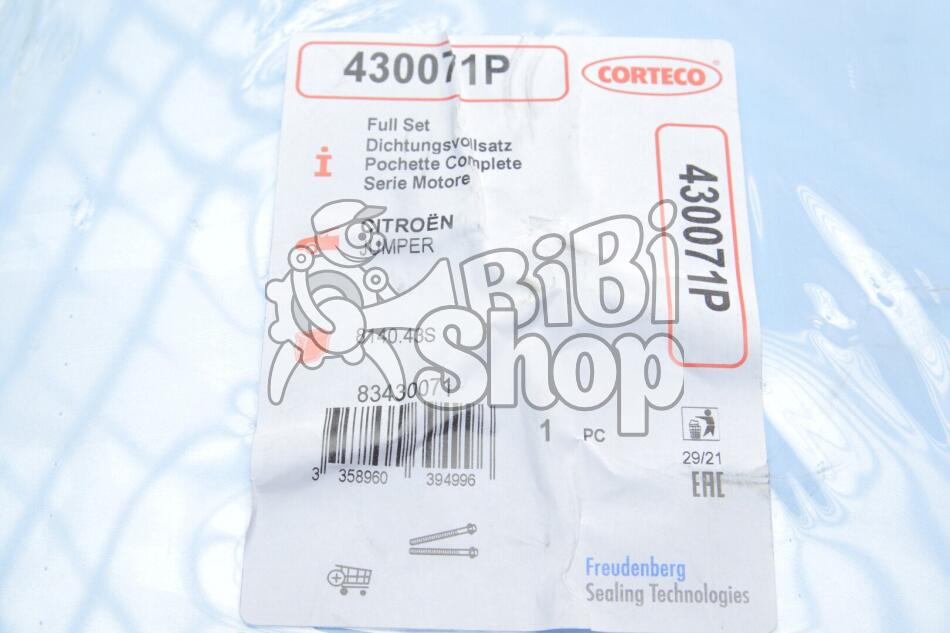 430071P
CORTECO
Full Set
Dichtungsvollsatz
Pochette Complete
Serie Motore
430071P
CITROËN
JUMPER
BiBi
Shop
8140.43S
83430071
1 PC
3 358960 394996
29/21
EAC
Freudenberg
Sealing Technologies